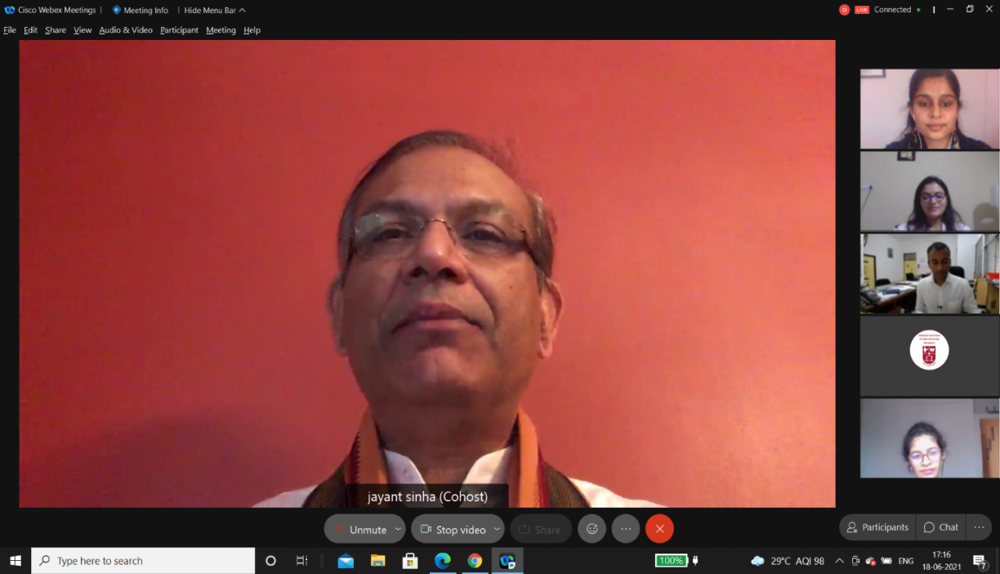 Cisco Webex Meetings | Meeting Info | Hide Menu Bar
LIVE Connected
File Edit Share View Audio & Video Participant Meeting Help
jayant sinha (Cohost)
Unmute Stop video Share Participants Chat
Type here to search
100%
29°C AQI 98
ENG
17:16
18-06-2021
7